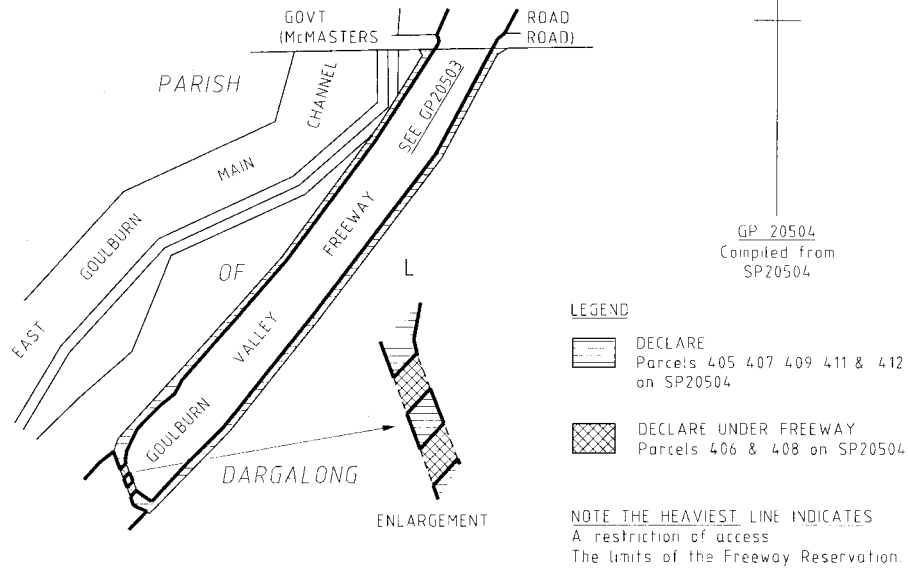 GOVT ROAD
(McMASTERS ROAD)
PARISH
EAST GOULBURN MAIN CHANNEL
SEE GP20503
OF
GOULBURN VALLEY FREEWAY
L
DARGALONG
ENLARGEMENT
GP 20504
Compiled from
SP20504
LEGEND
DECLARE
Parcels 405 407 409 411 & 412
on SP20504
DECLARE UNDER FREEWAY
Parcels 406 & 408 on SP20504
NOTE THE HEAVIEST LINE INDICATES
A restriction of access
The limits of the Freeway Reservation.